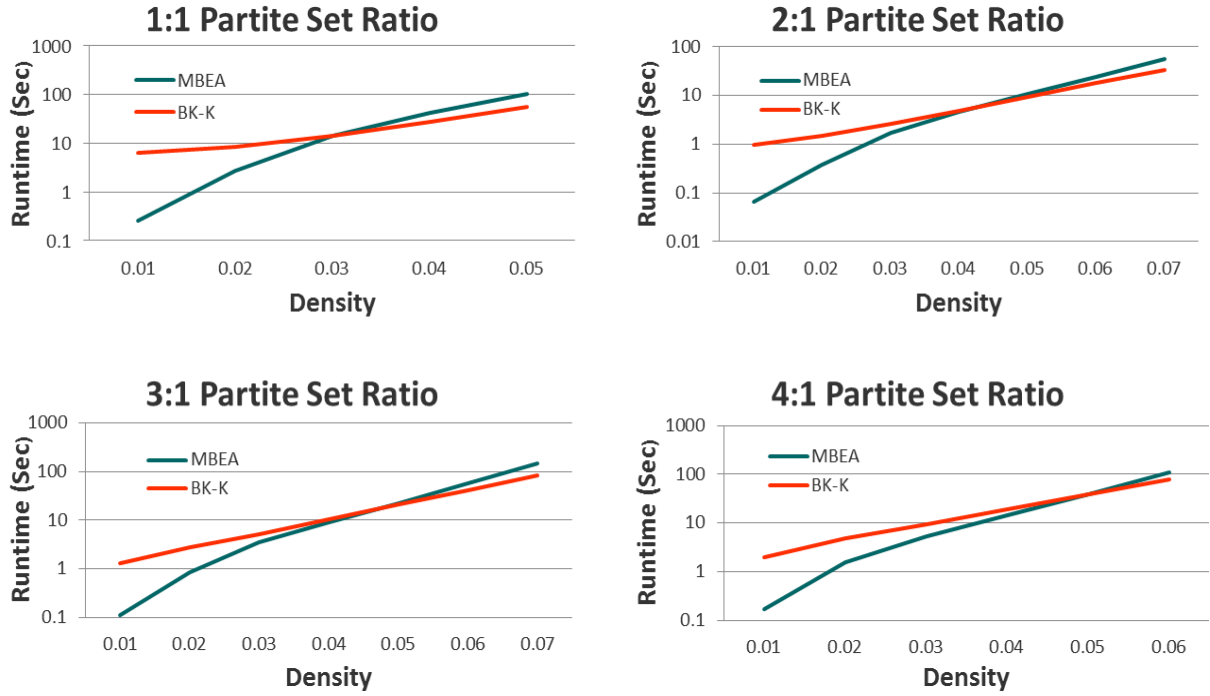 1:1 Partite Set Ratio
Runtime (Sec)
1000
100
10
1
0.1
MBEA
BK-K
0.01 0.02 0.03 0.04 0.05
Density
2:1 Partite Set Ratio
Runtime (Sec)
100
10
1
0.1
0.01
MBEA
BK-K
0.01 0.02 0.03 0.04 0.05 0.06 0.07
Density
3:1 Partite Set Ratio
Runtime (Sec)
1000
100
10
1
0.1
MBEA
BK-K
0.01 0.02 0.03 0.04 0.05 0.06 0.07
Density
4:1 Partite Set Ratio
Runtime (Sec)
1000
100
10
1
0.1
MBEA
BK-K
0.01 0.02 0.03 0.04 0.05 0.06
Density